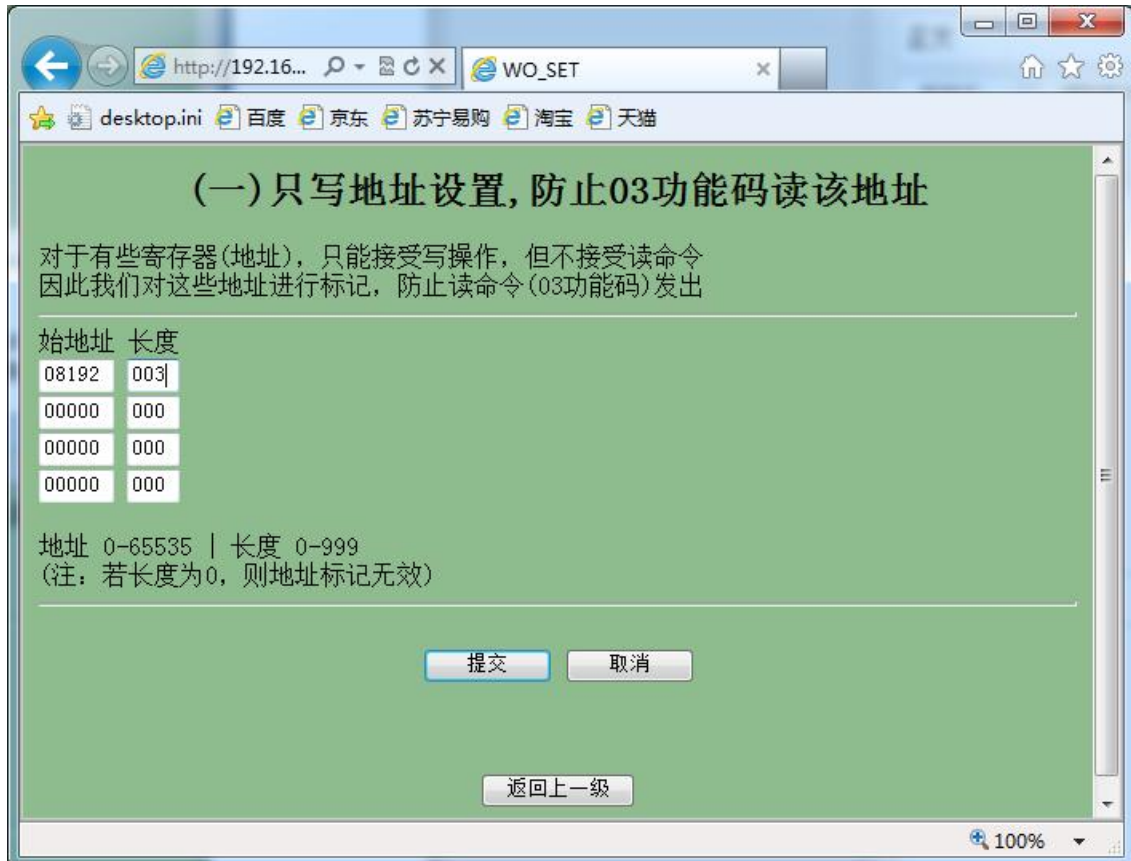 http://192.16...
WO_SET
desktop.ini 百度 京东 苏宁易购 淘宝 天猫
(一)只写地址设置,防止03功能码读该地址
对于有些寄存器(地址),只能接受写操作,但不接受读命令
因此我们对这些地址进行标记,防止读命令(03功能码)发出
始地址 长度
08192 003
00000 000
00000 000
00000 000
地址 0-65535 | 长度 0-999
(注:若长度为0,则地址标记无效)
提交 取消
返回上一级
100%